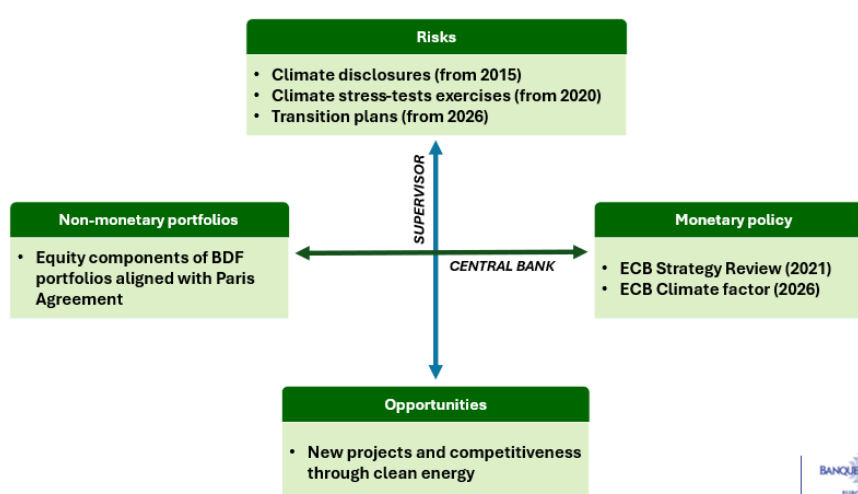 Risks
• Climate disclosures (from 2015)
• Climate stress-tests exercises (from 2020)
• Transition plans (from 2026)
SUPERVISOR
Non-monetary portfolios
• Equity components of BDF
portfolios aligned with Paris
Agreement
CENTRAL BANK
Monetary policy
• ECB Strategy Review (2021)
• ECB Climate factor (2026)
Opportunities
• New projects and competitiveness
through clean energy
BANQUE